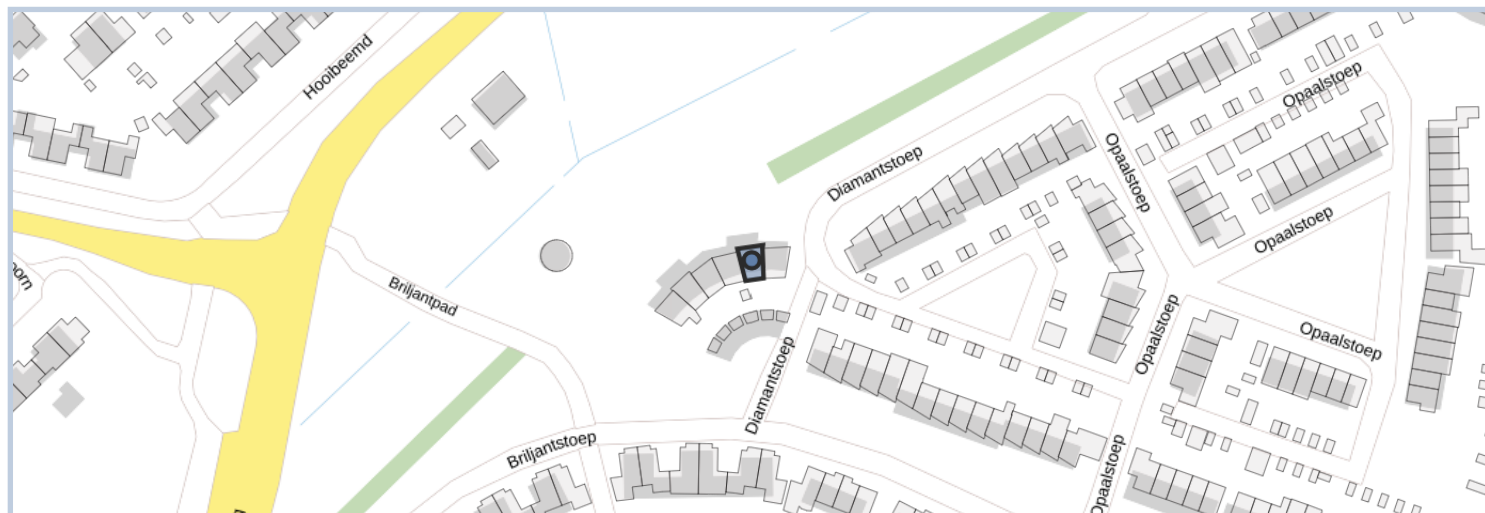 Hooibeemd
Opaalstoep
Diamantstoep
Opaalstoep
Opaalstoep
Briljantpad
Opaalstoep
Opaalstoep
Diamantstoep
Briljantstoep
Opaalstoep